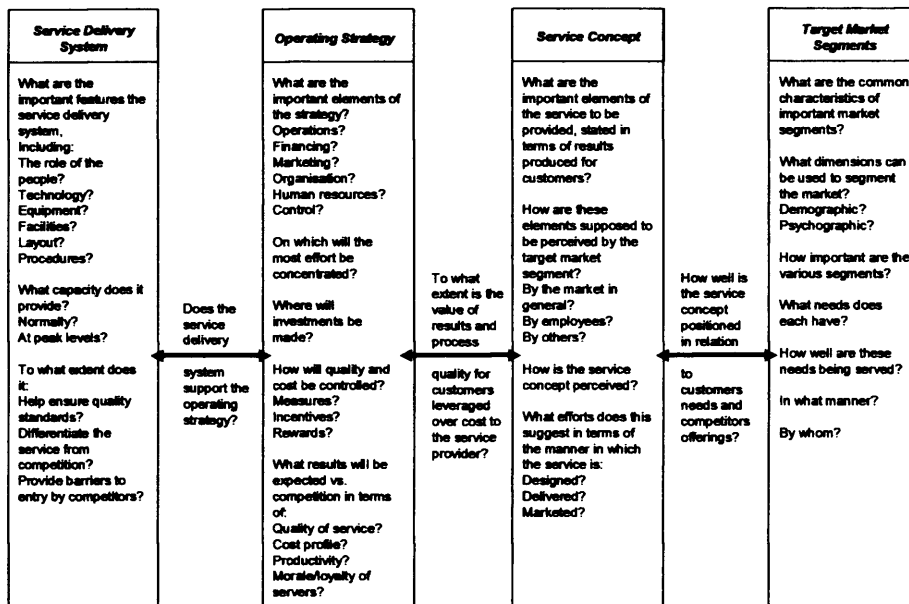 Service Delivery
System
What are the
important features the
service delivery
system,
Including:
The role of the
people?
Technology?
Equipment?
Facilities?
Layout?
Procedures?
What capacity does it
provide?
Normally?
At peak levels?
To what extent does
it:
Help ensure quality
standards?
Differentiate the
service from
competition?
Provide barriers to
entry by competitors?
Does the
service
delivery
system
support the
operating
strategy?
Operating Strategy
What are the
important elements of
the strategy?
Operations?
Financing?
Marketing?
Organisation?
Human resources?
Control?
On which will the
most effort be
concentrated?
Where will
investments be
made?
How will quality and
cost be controlled?
Measures?
Incentives?
Rewards?
What results will be
expected vs.
competition in terms
of:
Quality of service?
Cost profile?
Productivity?
Morale/loyalty of
servers?
To what
extent is the
value of
results and
process
quality for
customers
leveraged
over cost to
the service
provider?
Service Concept
What are the
important elements of
the service to be
provided, stated in
terms of results
produced for
customers?
How are these
elements supposed to
be perceived by the
target market
segment?
By the market in
general?
By employees?
By others?
How is the service
concept perceived?
What efforts does this
suggest in terms of
the manner in which
the service is:
Designed?
Delivered?
Marketed?
How well is
the service
concept
positioned
in relation
to
customers
needs and
competitors
offerings?
Target Market
Segments
What are the common
characteristics of
important market
segments?
What dimensions can
be used to segment
the market?
Demographic?
Psychographic?
How important are the
various segments?
What needs does
each have?
How well are these
needs being served?
In what manner?
By whom?